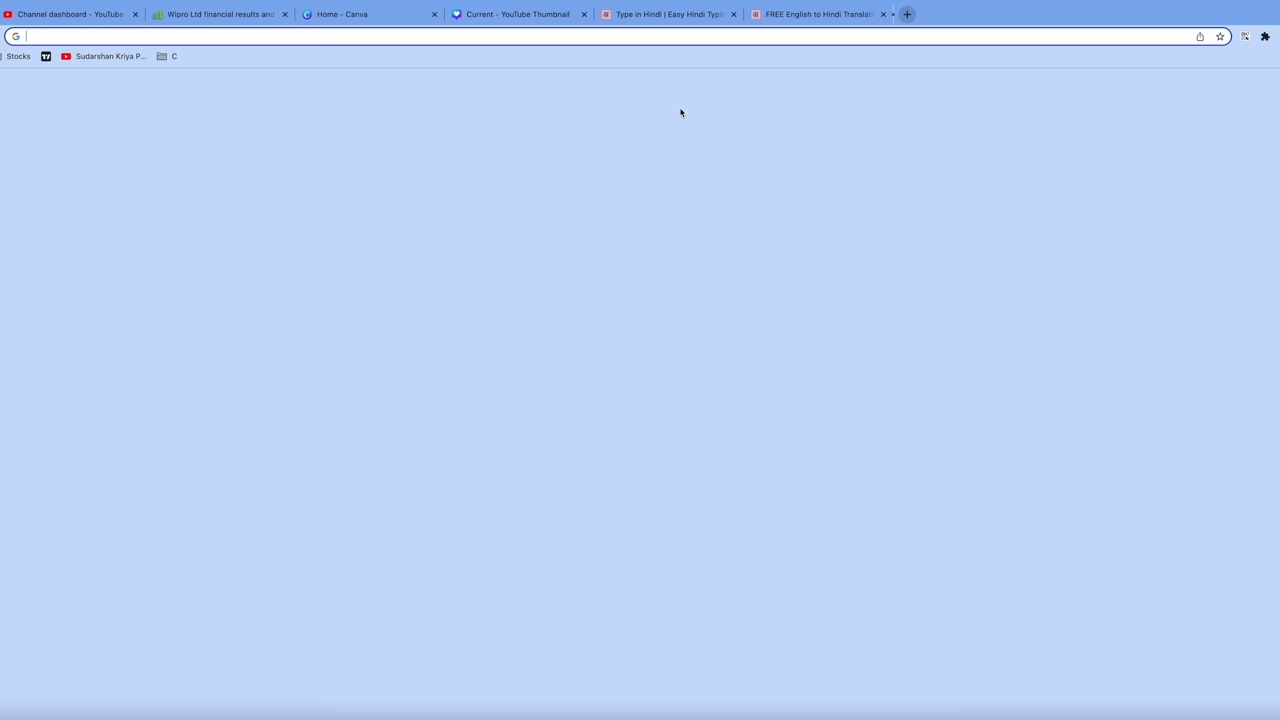 Channel dashboard - YouTube
Wipro Ltd financial results and
Home - Canva
Current - YouTube Thumbnail
Type in Hindi | Easy Hindi Typin
FREE English to Hindi Translat
Stocks
Sudarshan Kriya P...
C